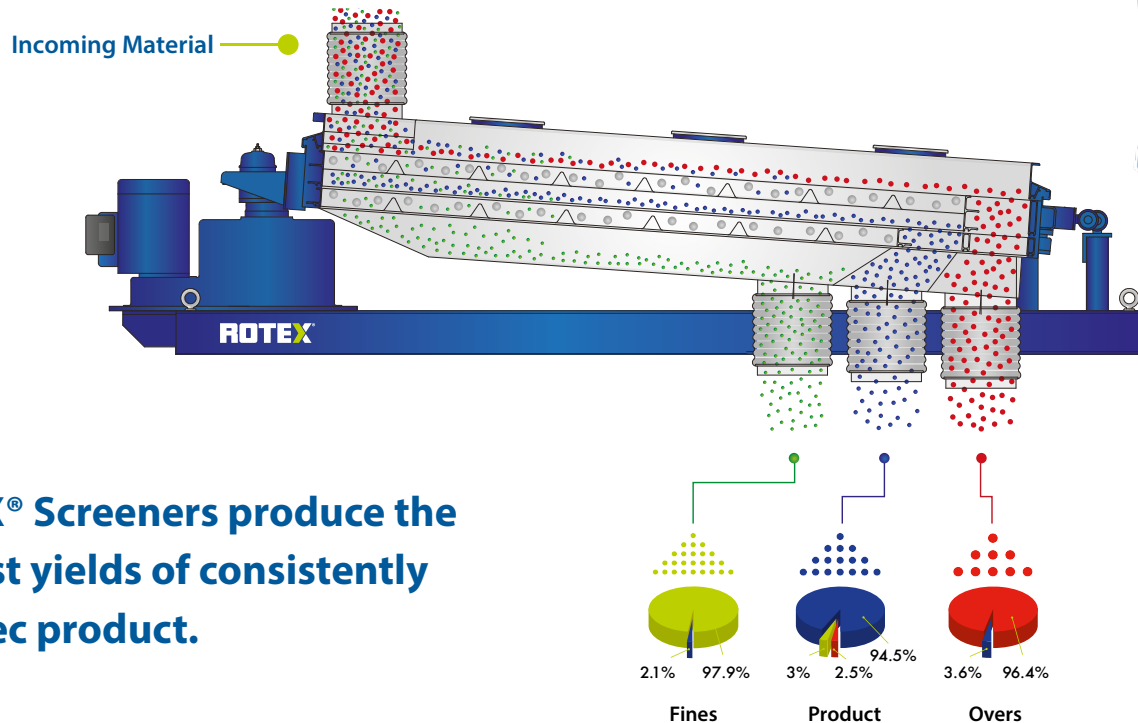 Incoming Material
ROTEX®
X® Screeners produce the
st yields of consistently
ec product.
2.1% 97.9% 3% 2.5% 94.5% 3.6% 96.4%
Fines Product Overs